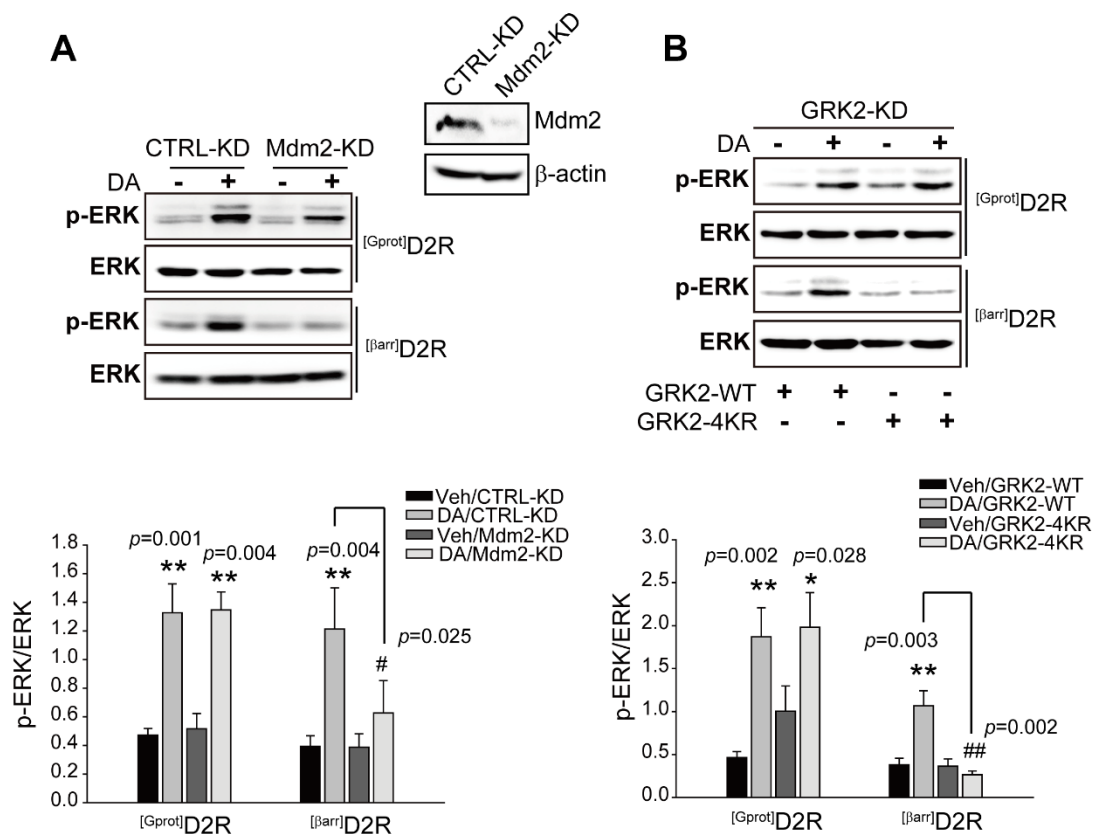 A
CTRL-KD
Mdm2-KD
Mdm2
β-actin
CTRL-KD Mdm2-KD
DA - + - +
p-ERK
ERK
[Gprot]D2R
p-ERK
ERK
[βarr]D2R
B
GRK2-KD
DA - + - +
p-ERK
ERK
[Gprot]D2R
p-ERK
ERK
[βarr]D2R
GRK2-WT + + - -
GRK2-4KR - - + +
Veh/CTRL-KD
DA/CTRL-KD
Veh/Mdm2-KD
DA/Mdm2-KD
p-ERK/ERK
1.8
1.6
1.4
1.2
1.0
0.8
0.6
0.4
0.2
0.0
p=0.001
**
p=0.004
**
p=0.004
**
p=0.025
#
[Gprot]D2R
[βarr]D2R
Veh/GRK2-WT
DA/GRK2-WT
Veh/GRK2-4KR
DA/GRK2-4KR
p-ERK/ERK
3.0
2.5
2.0
1.5
1.0
0.5
0.0
p=0.002
**
p=0.028
*
p=0.003
**
p=0.002
##
[Gprot]D2R
[βarr]D2R